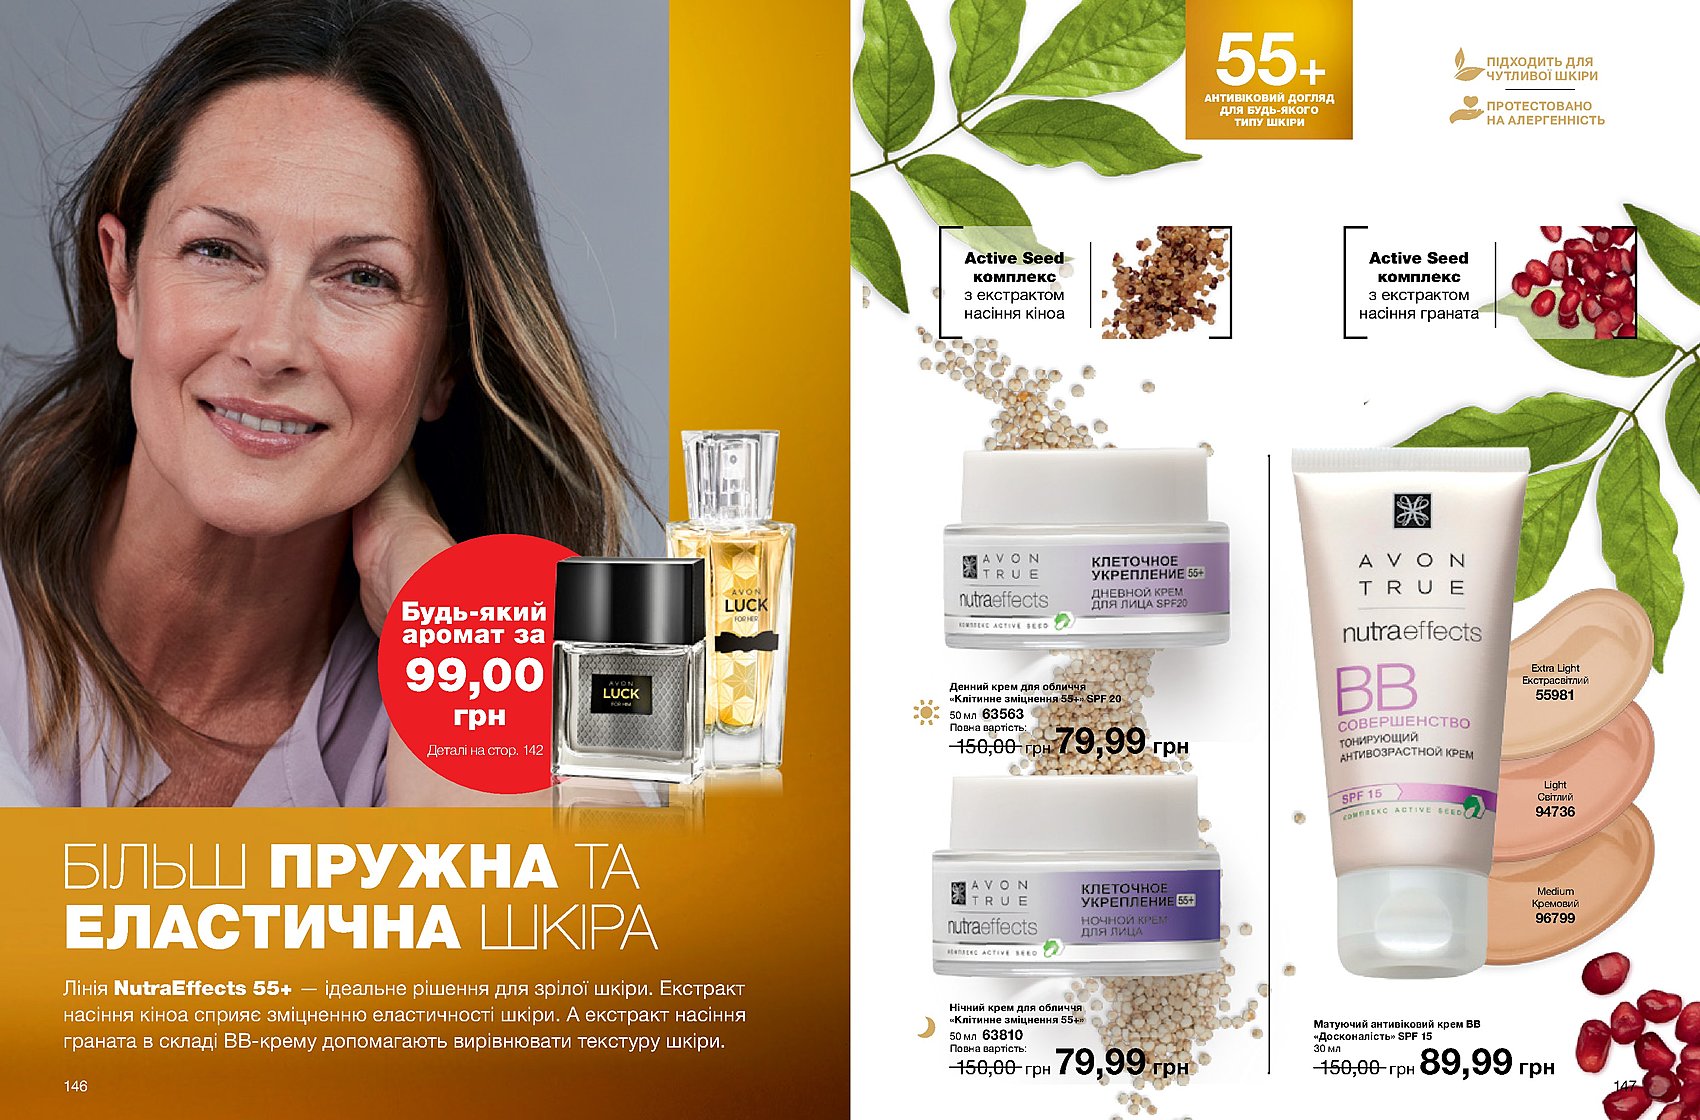 Будь-який
аромат за
99,00
грн
Деталі на стор. 142
AVON
LUCK
FOR HIM
AVON
LUCK
FOR HER
БІЛЬШ ПРУЖНА ТА
ЕЛАСТИЧНА ШКІРА
Лінія NutraEffects 55+ — ідеальне рішення для зрілої шкіри. Екстракт
насіння кіноа сприяє зміцненню еластичності шкіри. А екстракт насіння
граната в складі BB-крему допомагають вирівнювати текстуру шкіри.
146
55+
АНТИВІКОВИЙ ДОГЛЯД
ДЛЯ БУДЬ-ЯКОГО
ТИПУ ШКІРИ
ПІДХОДИТЬ ДЛЯ
ЧУТЛИВОЇ ШКІРИ
ПРОТЕСТОВАНО
НА АЛЕРГЕННІСТЬ
Active Seed
комплекс
з екстрактом
насіння кіноа
Active Seed
комплекс
з екстрактом
насіння граната
AVON
TRUE
nutraeffects
КОМПЛЕКС ACTIVE SEED
КЛЕТОЧНОЕ
УКРЕПЛЕНИЕ 55+
ДНЕВНОЙ КРЕМ
ДЛЯ ЛИЦА SPF20
Денний крем для обличчя
«Клітинне зміцнення 55+» SPF 20
50 мл 63563
Повна вартість:
150,00 грн 79,99 грн
AVON
TRUE
nutraeffects
КОМПЛЕКС ACTIVE SEED
КЛЕТОЧНОЕ
УКРЕПЛЕНИЕ 55+
НОЧНОЙ КРЕМ
ДЛЯ ЛИЦА
Нічний крем для обличчя
«Клітинне зміцнення 55+»
50 мл 63810
Повна вартість:
150,00 грн 79,99 грн
AVON
TRUE
nutraeffects
BB
СОВЕРШЕНСТВО
ТОНИРУЮЩИЙ
АНТИВОЗРАСТНОЙ КРЕМ
SPF 15
КОМПЛЕКС ACTIVE SEED
Extra Light
Екстрасвітлий
55981
Light
Світлий
94736
Medium
Кремовий
96799
Матуючий антивіковий крем BB
«Досконалість» SPF 15
30 мл
150,00 грн 89,99 грн
147